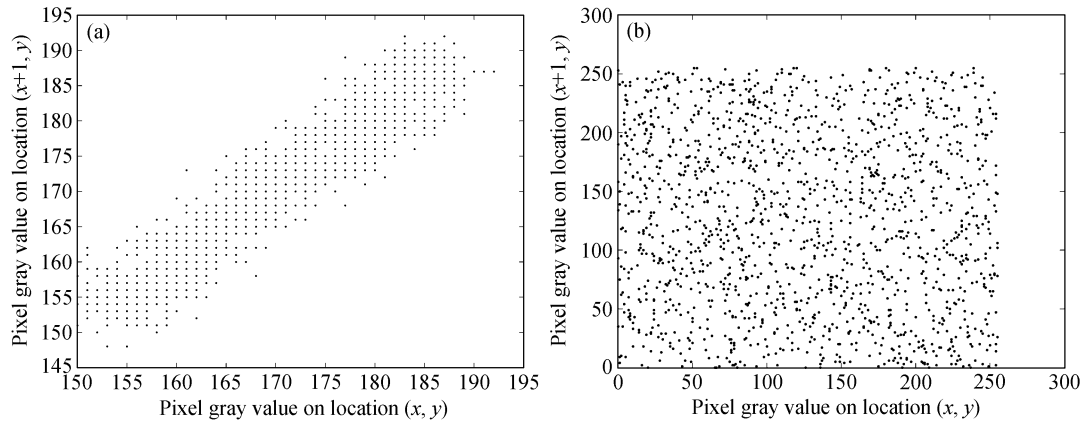 (a)
Pixel gray value on location (x+1, y)
195
190
185
180
175
170
165
160
155
150
145
150 155 160 165 170 175 180 185 190 195
Pixel gray value on location (x, y)
(b)
Pixel gray value on location (x+1, y)
300
250
200
150
100
50
0
0 50 100 150 200 250 300
Pixel gray value on location (x, y)